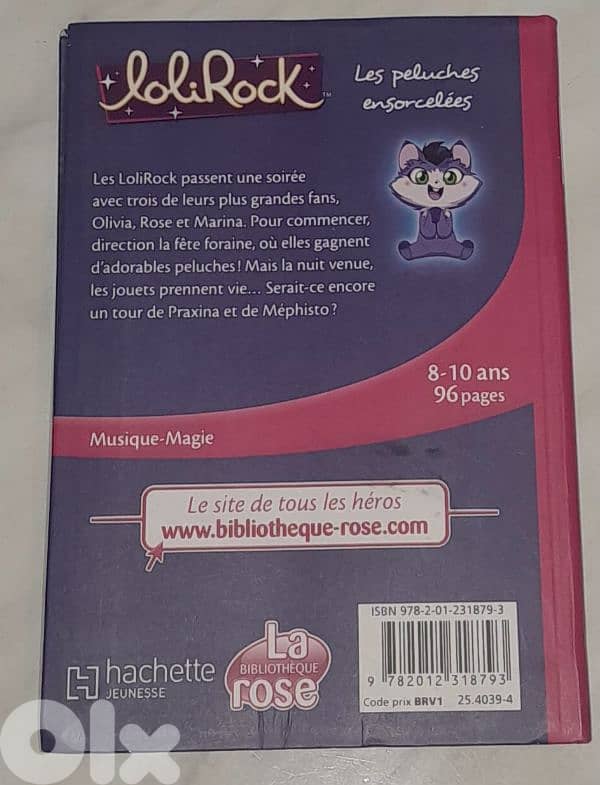 LoliRock TM
Les peluches
ensorcelées
Les LoliRock passent une soirée
avec trois de leurs plus grandes fans,
Olivia, Rose et Marina. Pour commencer,
direction la fête foraine, où elles gagnent
d'adorables peluches ! Mais la nuit venue,
les jouets prennent vie... Serait-ce encore
un tour de Praxina et de Méphisto ?
8-10 ans
96 pages
Musique-Magie
Le site de tous les héros
www.bibliotheque-rose.com
hachette
JEUNESSE
La
BIBLIOTHÈQUE
rose
ISBN 978-2-01-231879-3
9 782012 318793
Code prix BRV1 25.4039-4
OLX